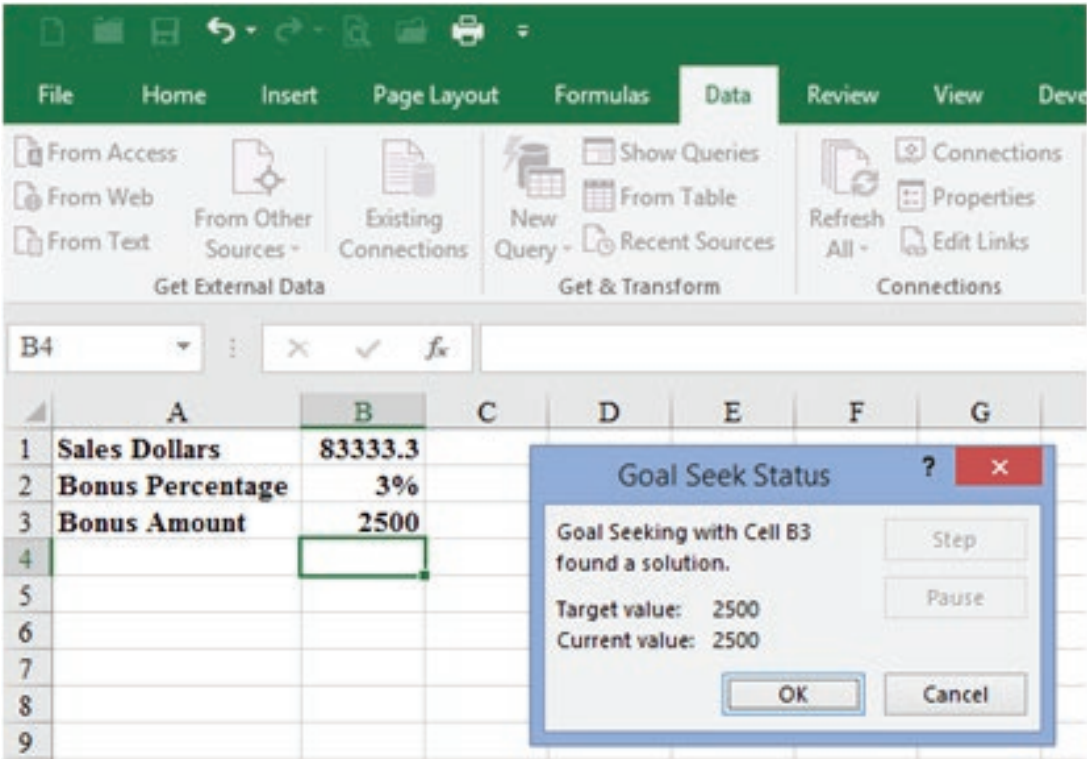 File Home Insert Page Layout Formulas Data Review View Deve
From Access
From Web
From Text
From Other
Sources
Existing
Connections
Get External Data
New
Query
Show Queries
From Table
Recent Sources
Get & Transform
Refresh
All
Connections
Properties
Edit Links
Connections
B4 fx
A B C D E F G
1 Sales Dollars 83333.3
2 Bonus Percentage 3%
3 Bonus Amount 2500
4
5
6
7
8
9
Goal Seek Status ?
Goal Seeking with Cell B3
found a solution.
Target value: 2500
Current value: 2500
Step
Pause
OK Cancel